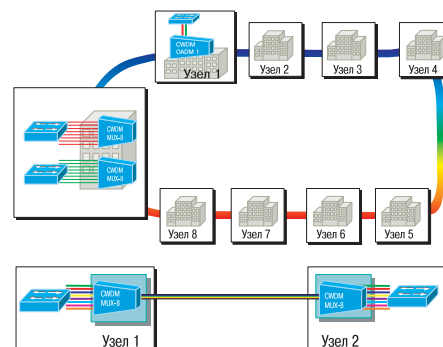 CWDM
OADM 1
Узел 1
Узел 2
Узел 3
Узел 4
CWDM
MUX-8
CWDM
MUX-8
Узел 8
Узел 7
Узел 6
Узел 5
CWDM
MUX-8
Узел 1
CWDM
MUX-8
Узел 2